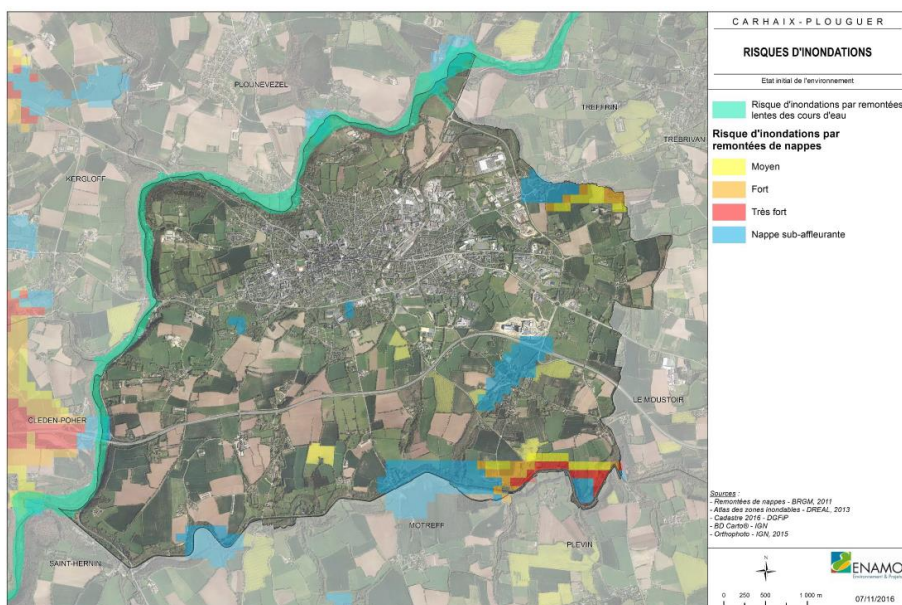 CARHAIX-PLOUGUER
RISQUES D'INONDATIONS
Etat initial de l'environnement
Risque d'inondations par remontées
lentes des cours d'eau
Risque d'inondations par
remontées de nappes
Moyen
Fort
Très fort
Nappe sub-affleurante
PLOUNEVEZEL
TREFFRIN
TREBRIVAN
KERGLOFF
LE MOUSTOIR
CLEDEN-POHER
MOTREFF
PLEVIN
SAINT-HERNIN
Sources :
- Remontées de nappes - BRGM, 2011
- Atlas des zones inondables - DREAL, 2013
- Cadastre 2016 - DGFiP
- BD Carto® - IGN
- Orthophoto - IGN, 2015
N
ENAMO
Environnement & Projets
0 250 500 1 000 m
07/11/2016